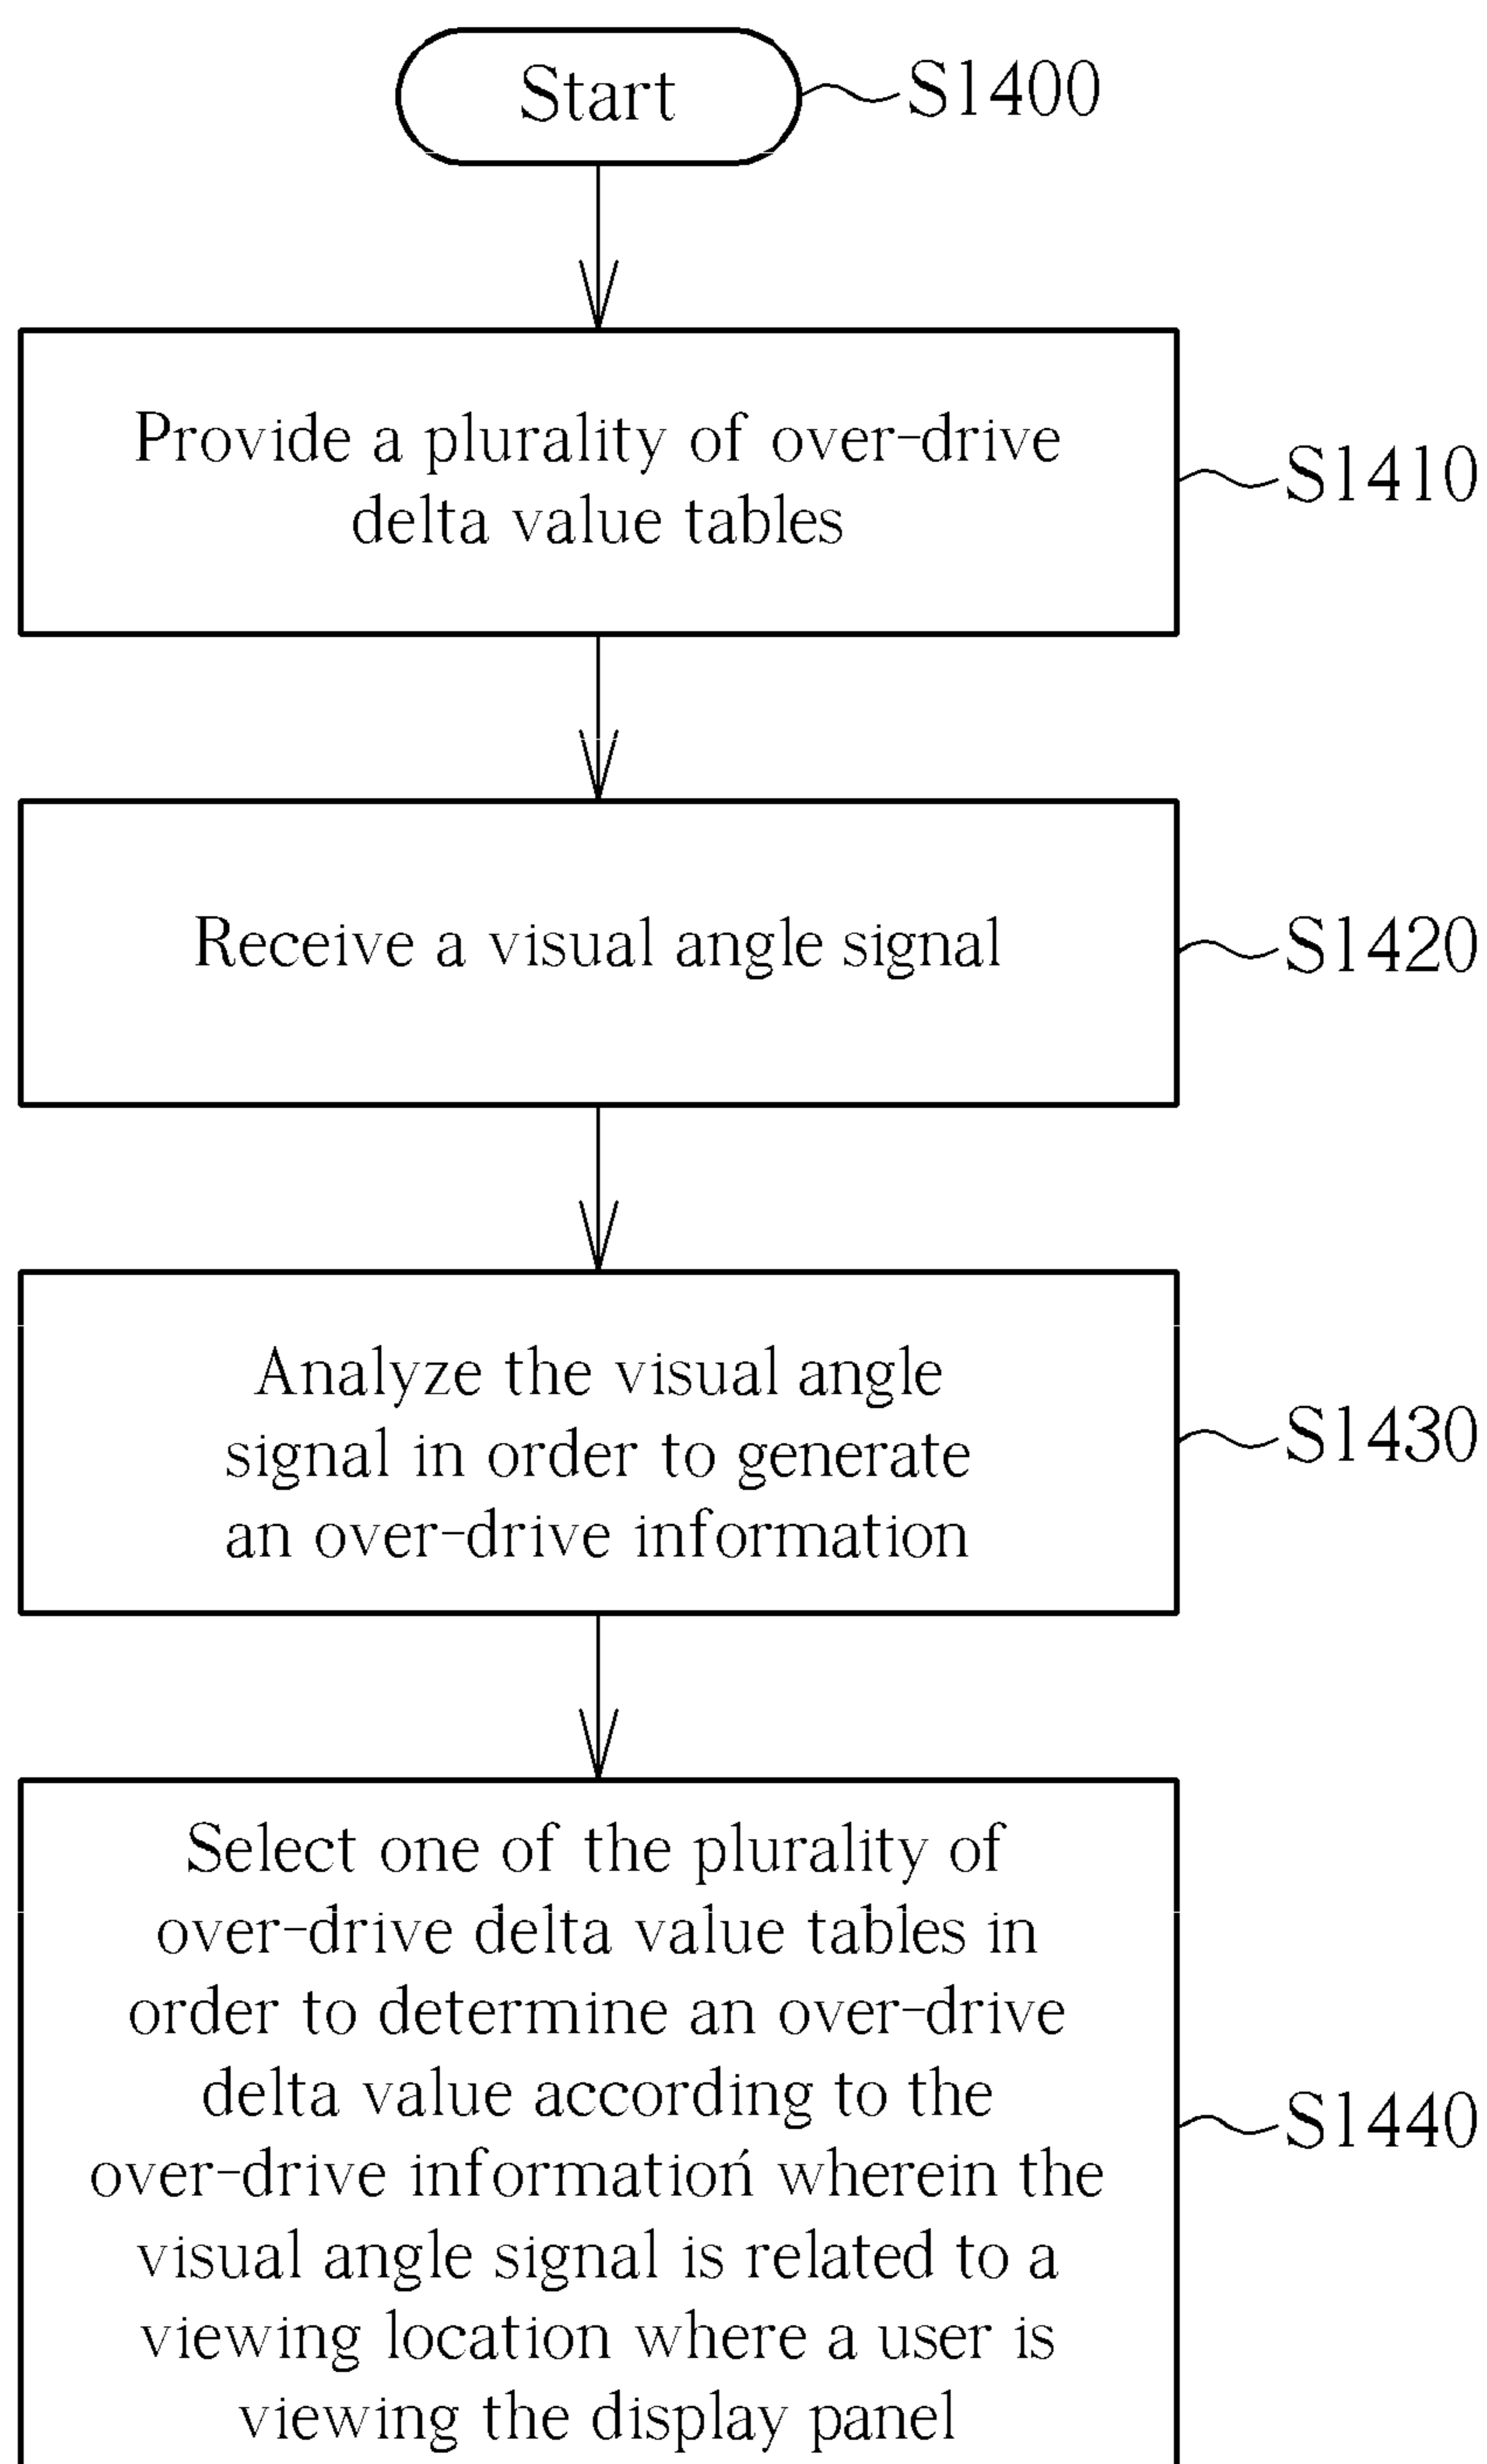 Start
S1400
Provide a plurality of over-drive
delta value tables
S1410
Receive a visual angle signal
S1420
Analyze the visual angle
signal in order to generate
an over-drive information
S1430
Select one of the plurality of
over-drive delta value tables in
order to determine an over-drive
delta value according to the
over-drive informatioń wherein the
visual angle signal is related to a
viewing location where a user is
viewing the display panel
S1440